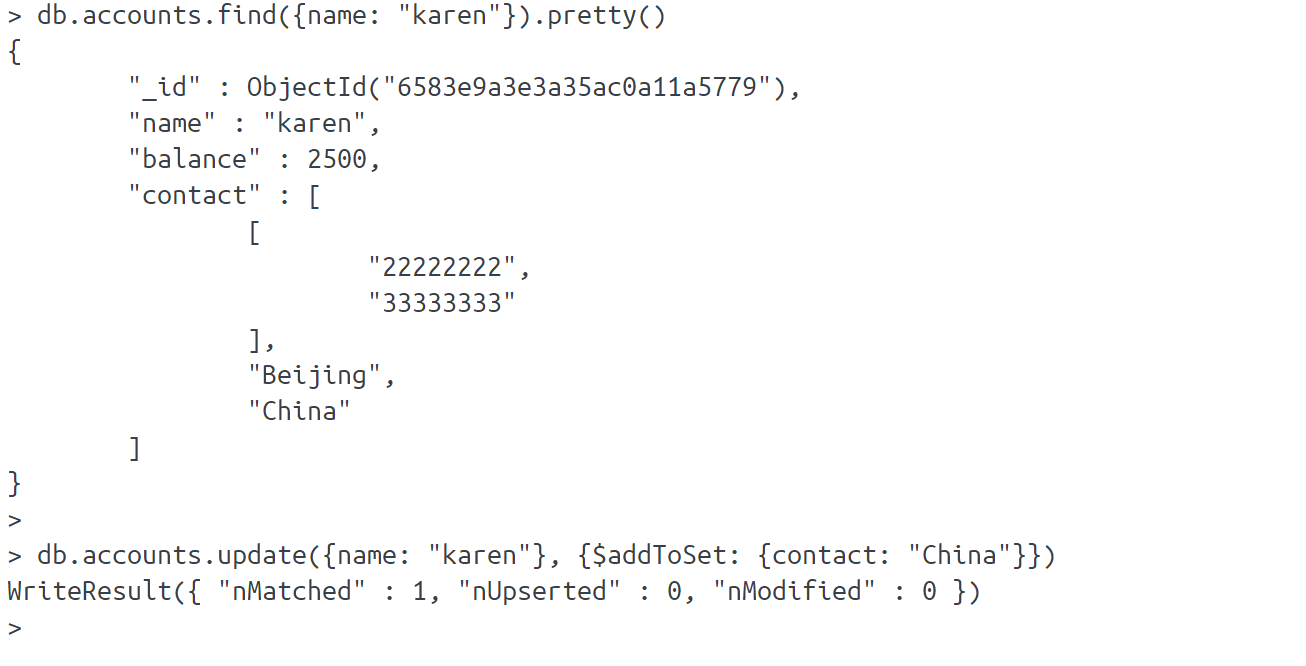 > db.accounts.find({name: "karen"}).pretty()
{
        "_id" : ObjectId("6583e9a3e3a35ac0a11a5779"),
        "name" : "karen",
        "balance" : 2500,
        "contact" : [
                [
                        "22222222",
                        "33333333"
                ],
                "Beijing",
                "China"
        ]
}
>
> db.accounts.update({name: "karen"}, {$addToSet: {contact: "China"}})
WriteResult({ "nMatched" : 1, "nUpserted" : 0, "nModified" : 0 })
>